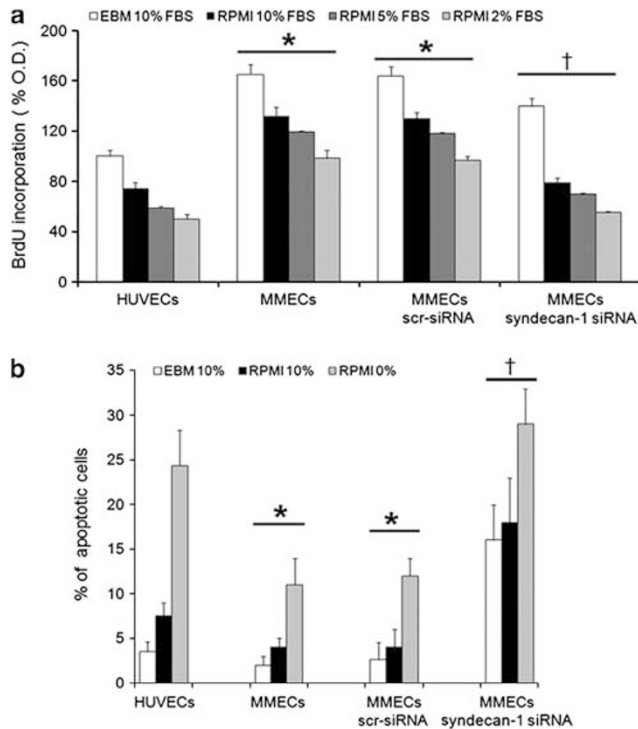 a
EBM 10% FBS RPMI 10% FBS RPMI 5% FBS RPMI 2% FBS
BrdU incorporation ( % O.D.)
200
160
120
80
40
0
*
*
†
HUVECs
MMECs
MMECs
scr-siRNA
MMECs
syndecan-1 siRNA
b
EBM 10% RPMI 10% RPMI 0%
% of apoptotic cells
35
30
25
20
15
10
5
0
*
*
†
HUVECs
MMECs
MMECs
scr-siRNA
MMECs
syndecan-1 siRNA